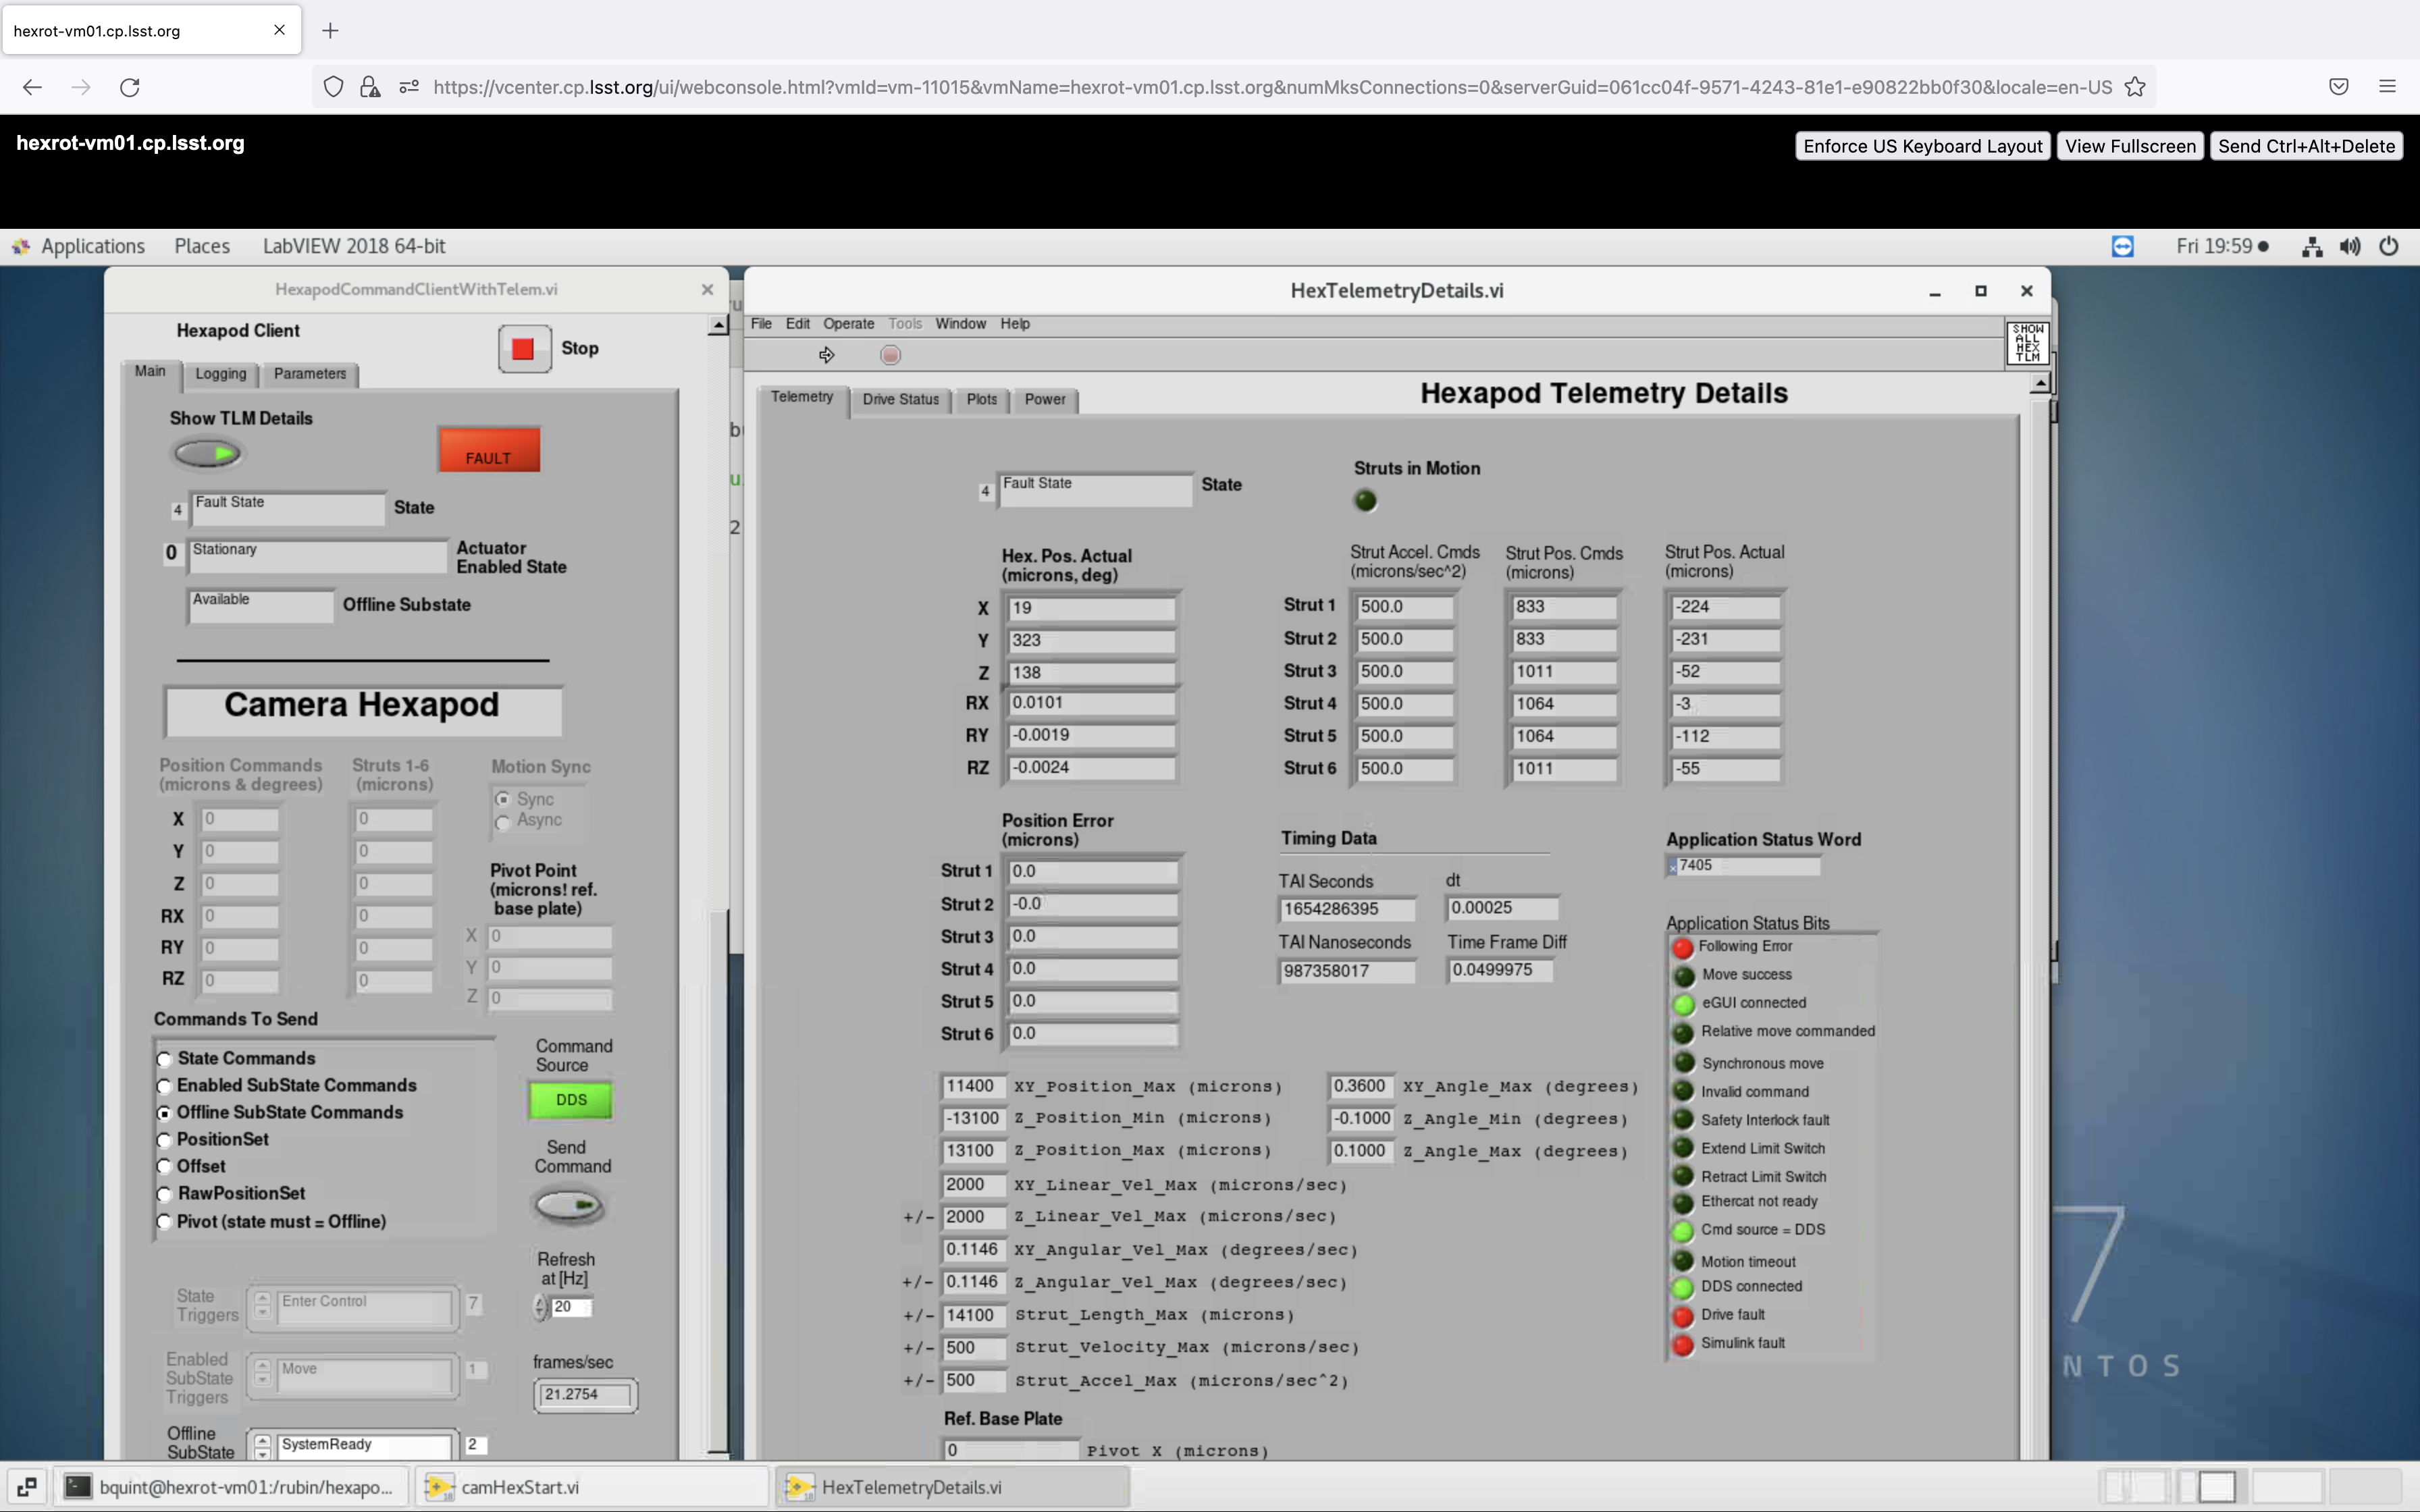 hexrot-vm01.cp.lsst.org
https://vcenter.cp.lsst.org/ui/webconsole.html?vmId=vm-11015&vmName=hexrot-vm01.cp.lsst.org&numMksConnections=0&serverGuid=061cc04f-9571-4243-81e1-e90822bb0f30&locale=en-US
hexrot-vm01.cp.lsst.org
Enforce US Keyboard Layout View Fullscreen Send Ctrl+Alt+Delete
Applications Places LabVIEW 2018 64-bit Fri 19:59
HexapodCommandClientWithTelem.vi
Hexapod Client
Stop
Main Logging Parameters
Show TLM Details
FAULT
4 Fault State State
0 Stationary Actuator
Enabled State
Available Offline Substate
Camera Hexapod
Position Commands
(microns & degrees)
Struts 1-6
(microns)
Motion Sync
Sync
Async
X 0 0
Y 0 0
Z 0 0
RX 0 0
RY 0 0
RZ 0 0
Pivot Point
(microns! ref.
base plate)
X 0
Y 0
Z 0
Commands To Send
State Commands
Enabled SubState Commands
Offline SubState Commands
PositionSet
Offset
RawPositionSet
Pivot (state must = Offline)
Command
Source
DDS
Send
Command
Refresh
at [Hz]
20
State
Triggers
Enter Control 7
Enabled
SubState
Triggers
Move 1
frames/sec
21.2754
Offline
SubState
SystemReady 2
HexTelemetryDetails.vi
File Edit Operate Tools Window Help
SHOW
ALL
HEX
TLM
Telemetry Drive Status Plots Power
Hexapod Telemetry Details
4 Fault State State
Struts in Motion
Hex. Pos. Actual
(microns, deg)
X 19
Y 323
Z 138
RX 0.0101
RY -0.0019
RZ -0.0024
Strut Accel. Cmds
(microns/sec^2)
Strut Pos. Cmds
(microns)
Strut Pos. Actual
(microns)
Strut 1 500.0 833 -224
Strut 2 500.0 833 -231
Strut 3 500.0 1011 -52
Strut 4 500.0 1064 -3
Strut 5 500.0 1064 -112
Strut 6 500.0 1011 -55
Position Error
(microns)
Strut 1 0.0
Strut 2 -0.0
Strut 3 0.0
Strut 4 0.0
Strut 5 0.0
Strut 6 0.0
Timing Data
TAI Seconds dt
1654286395 0.00025
TAI Nanoseconds Time Frame Diff
987358017 0.0499975
Application Status Word
x 7405
Application Status Bits
Following Error
Move success
eGUI connected
Relative move commanded
Synchronous move
Invalid command
Safety Interlock fault
Extend Limit Switch
Retract Limit Switch
Ethercat not ready
Cmd source = DDS
Motion timeout
DDS connected
Drive fault
Simulink fault
11400 XY_Position_Max (microns) 0.3600 XY_Angle_Max (degrees)
-13100 Z_Position_Min (microns) -0.1000 Z_Angle_Min (degrees)
13100 Z_Position_Max (microns) 0.1000 Z_Angle_Max (degrees)
2000 XY_Linear_Vel_Max (microns/sec)
+/- 2000 Z_Linear_Vel_Max (microns/sec)
0.1146 XY_Angular_Vel_Max (degrees/sec)
+/- 0.1146 Z_Angular_Vel_Max (degrees/sec)
+/- 14100 Strut_Length_Max (microns)
+/- 500 Strut_Velocity_Max (microns/sec)
+/- 500 Strut_Accel_Max (microns/sec^2)
Ref. Base Plate
0 Pivot X (microns)
7
NTOS
bquint@hexrot-vm01:/rubin/hexapo... camHexStart.vi HexTelemetryDetails.vi